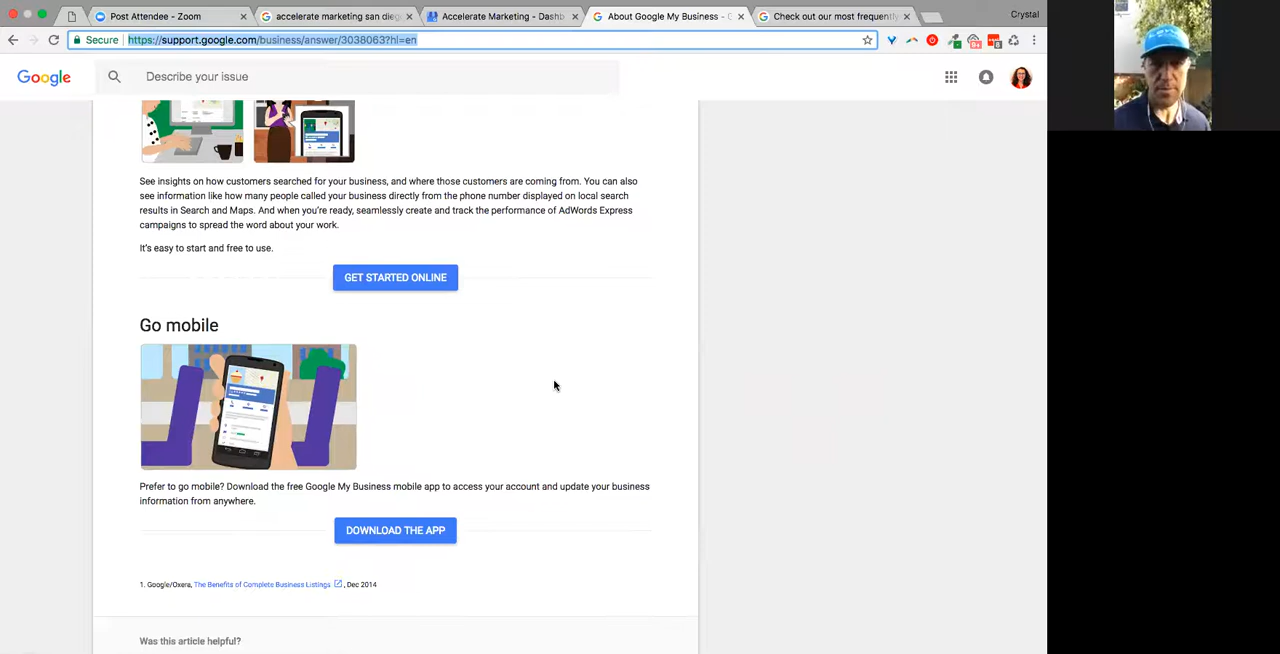 Post Attendee - Zoom
accelerate marketing san dieg
Accelerate Marketing - Dashb
About Google My Business - G
Check out our most frequently
Crystal
Secure
https://support.google.com/business/answer/3038063?hl=en
Google
Describe your issue
See insights on how customers searched for your business, and where those customers are coming from. You can also
see information like how many people called your business directly from the phone number displayed on local search
results in Search and Maps. And when you're ready, seamlessly create and track the performance of AdWords Express
campaigns to spread the word about your work.
It's easy to start and free to use.
GET STARTED ONLINE
Go mobile
Prefer to go mobile? Download the free Google My Business mobile app to access your account and update your business
information from anywhere.
DOWNLOAD THE APP
1. Google/Oxera, The Benefits of Complete Business Listings , Dec 2014
Was this article helpful?